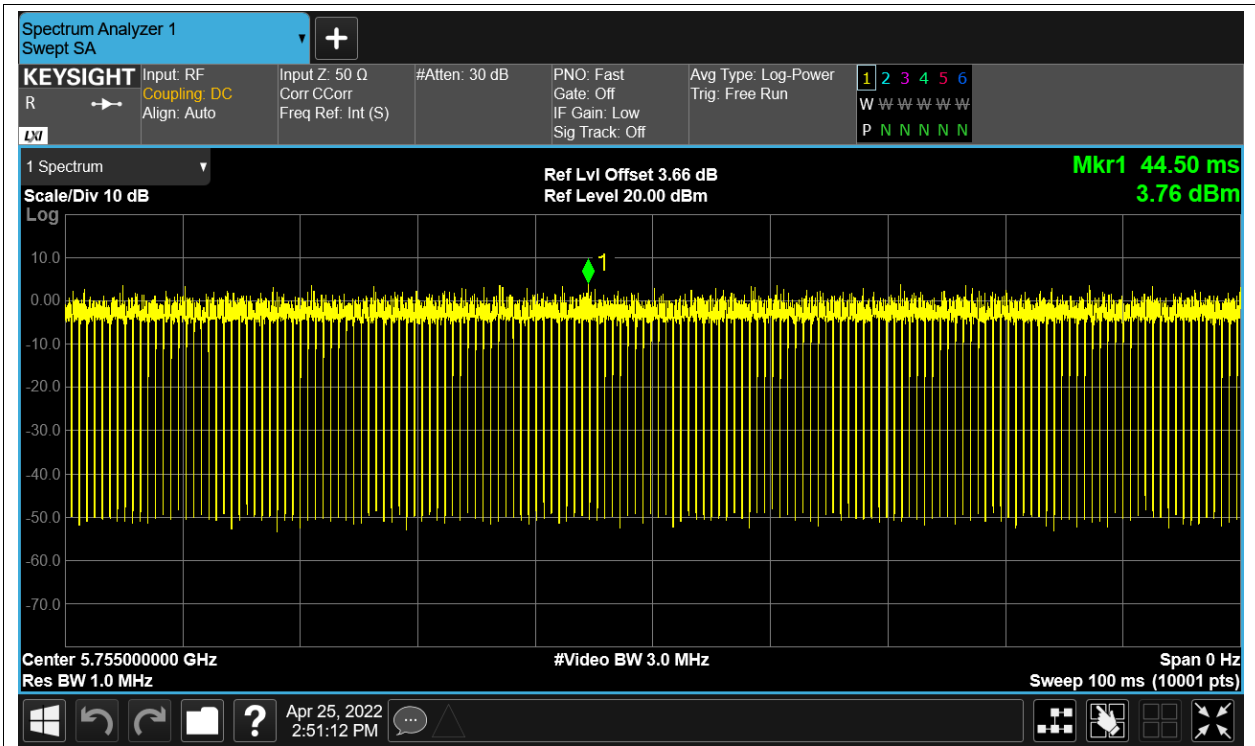 Spectrum Analyzer 1
Swept SA
KEYSIGHT
R
LXI
Input: RF
Coupling: DC
Align: Auto
Input Z: 50 Ω
Corr CCorr
Freq Ref: Int (S)
#Atten: 30 dB
PNO: Fast
Gate: Off
IF Gain: Low
Sig Track: Off
Avg Type: Log-Power
Trig: Free Run
1 2 3 4 5 6
W W W W W W
P N N N N N
1 Spectrum
Scale/Div 10 dB
Ref Lvl Offset 3.66 dB
Ref Level 20.00 dBm
Mkr1 44.50 ms
3.76 dBm
Log
1
10.0
0.00
-10.0
-20.0
-30.0
-40.0
-50.0
-60.0
-70.0
Center 5.755000000 GHz
Res BW 1.0 MHz
#Video BW 3.0 MHz
Span 0 Hz
Sweep 100 ms (10001 pts)
?
Apr 25, 2022
2:51:12 PM